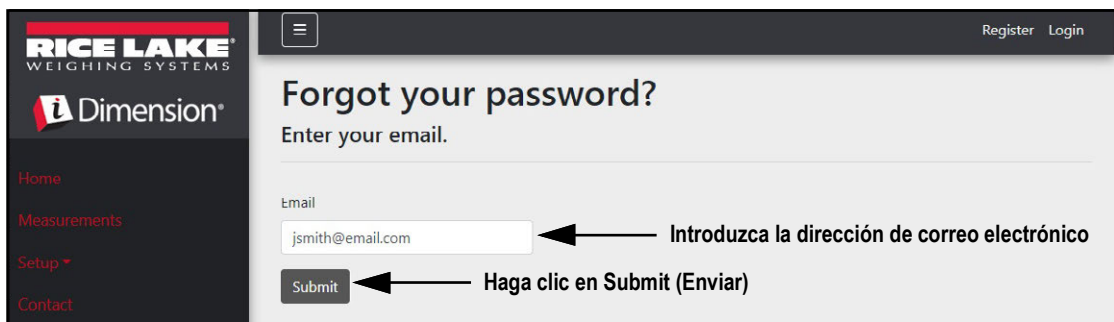 RICE LAKE®
WEIGHING SYSTEMS
i Dimension®
Home
Measurements
Setup
Contact
Register Login
Forgot your password?
Enter your email.
Email
jsmith@email.com
Introduzca la dirección de correo electrónico
Submit
Haga clic en Submit (Enviar)